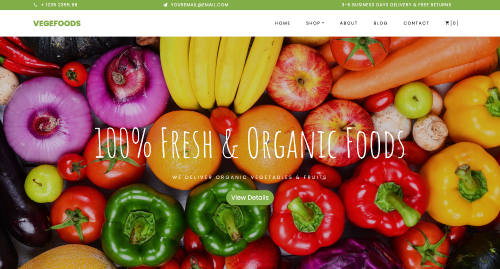 + 1235 2355 98
YOUREMAIL@EMAIL.COM
3-5 BUSINESS DAYS DELIVERY & FREE RETURNS
VEGEFOODS
HOME
SHOP
ABOUT
BLOG
CONTACT
[0]
100% Fresh & Organic Foods
WE DELIVER ORGANIC VEGETABLES & FRUITS
View Details